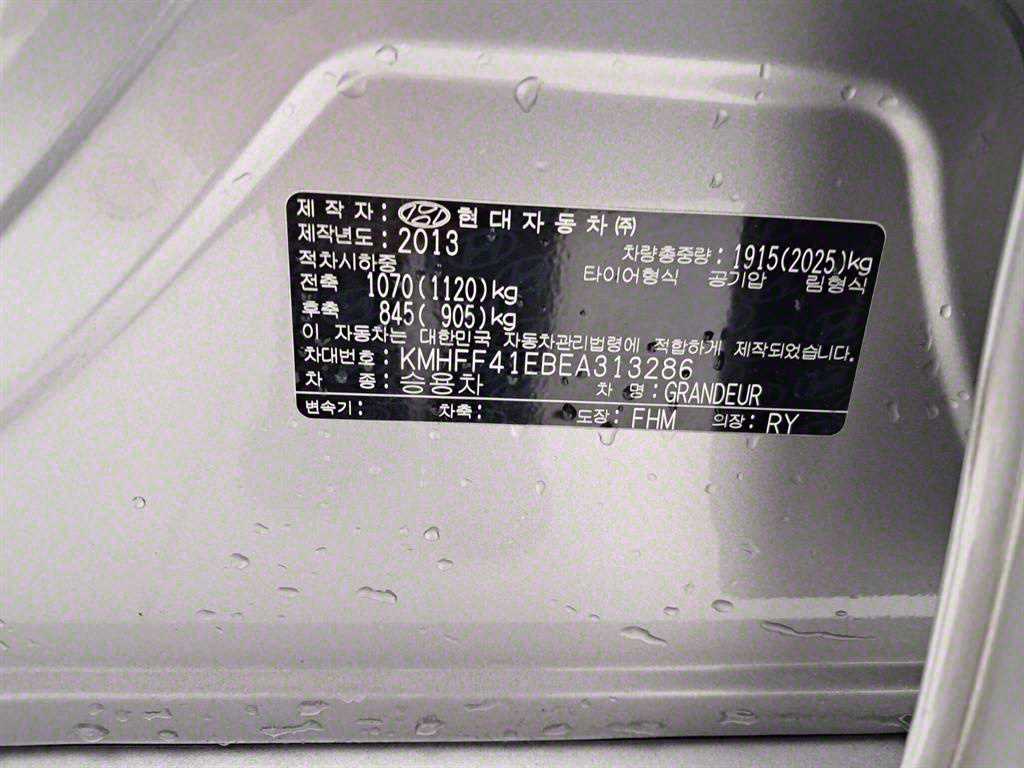 제 작 자 : 현 대 자 동 차 ㈜
제작년도 : 2013 차량총중량 : 1915(2025)kg
적차시하중 타이어형식 공기압 림형식
전축 1070(1120)kg
후축 845( 905)kg
이 자동차는 대한민국 자동차관리법령에 적합하게 제작되었습니다.
차대번호 : KMHFF41EBEA313286
차 종 : 승용차 차 명 : GRANDEUR
변속기 : 차축 : 도장 : FHM 의장 : RY